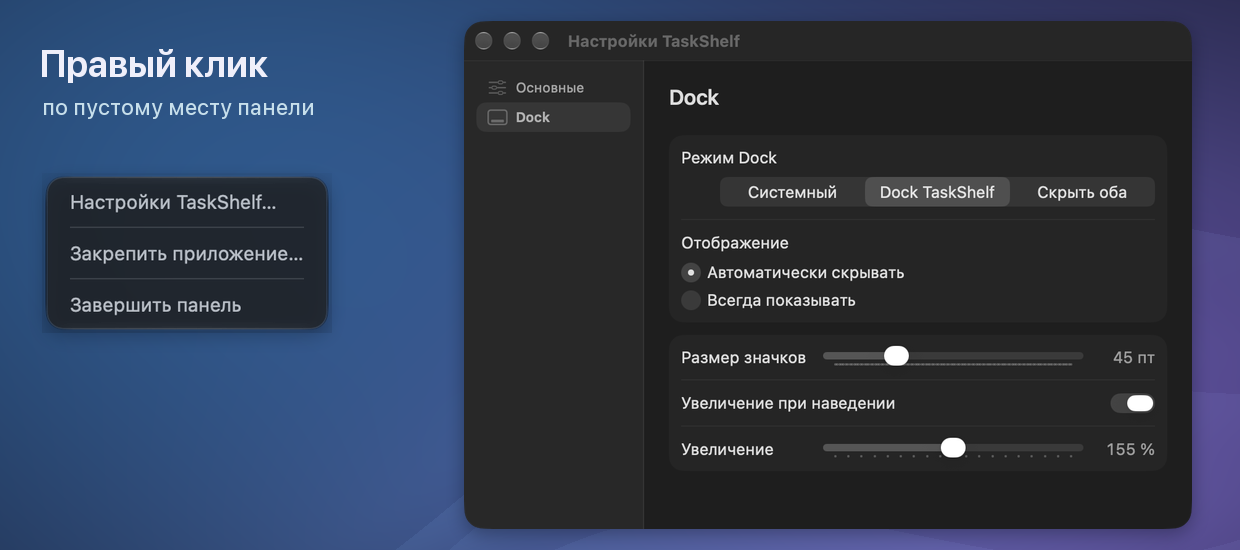 Правый клик
по пустому месту панели
Настройки TaskShelf...
Закрепить приложение...
Завершить панель
Настройки TaskShelf
Основные
Dock
Dock
Режим Dock
Системный
Dock TaskShelf
Скрыть оба
Отображение
Автоматически скрывать
Всегда показывать
Размер значков
45 пт
Увеличение при наведении
Увеличение
155 %